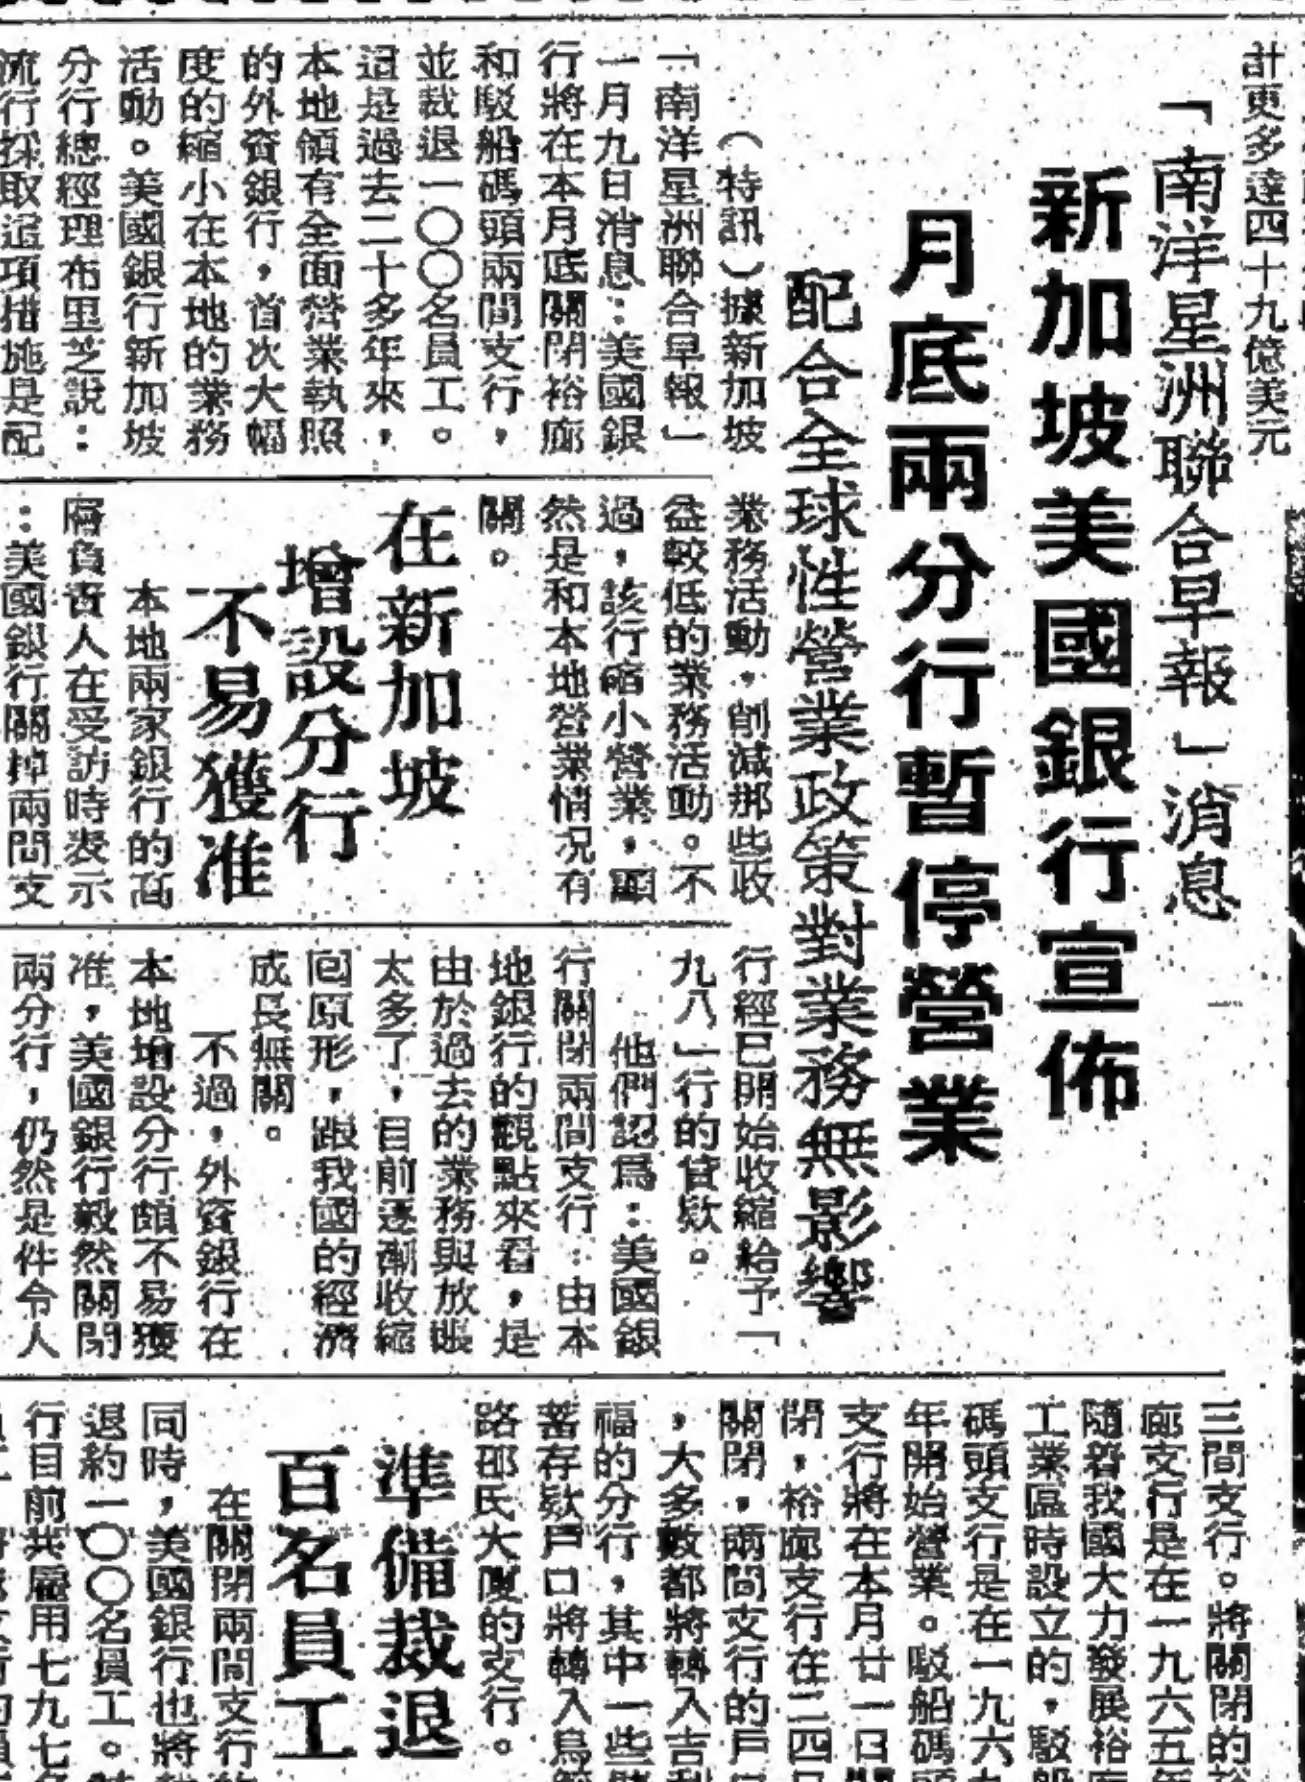 計更多達四十九億美元
「南洋星洲聯合早報」消息
新加坡美國銀行宣佈
月底兩分行暫停營業
配合全球性營業政策對業務無影響
（特訊）據新加坡
「南洋星洲聯合早報」
一月九日消息：美國銀
行將在本月底關閉裕廊
和駁船碼頭兩間支行，
並裁退一〇〇名員工。
這是過去二十多年來，
本地領有全面營業執照
的外資銀行，首次大幅
度的縮小在本地的業務
活動。美國銀行新加坡
分行總經理布里芝說：
流行採取這項措施是配
業務活動，削減那些收
益較低的業務活動。不
過，該行縮小營業，顯
然是和本地營業情況有
關。
在新加坡
增設分行
不易獲准
本地兩家銀行的高
層負責人在受訪時表示
：美國銀行關掉兩間支
行經已開始收縮給予「
九八」行的貸款。
他們認爲：美國銀
行關閉兩間支行：由本
地銀行的觀點來看，是
由於過去的業務與放賬
太多了，目前逐漸收縮
回原形，跟我國的經濟
成長無關。
不過，外資銀行在
本地增設分行頗不易獲
准，美國銀行毅然關閉
兩分行，仍然是件令人
三間支行。將關閉的裕
廊支行是在一九六五年
隨着我國大力發展裕廊
工業區時設立的，駁船
碼頭支行是在一九六九
年開始營業。駁船碼頭
支行將在本月廿一日關
閉，裕廊支行在二四日
關閉，兩間支行的戶口
，大多數都將轉入吉利
福的分行，其中一些儲
蓄存款戶口將轉入烏節
路邵氏大廈的支行。
準備裁退
百名員工
在關閉兩間支行的
同時，美國銀行也將裁
退約一〇〇名員工。該
行目前共雇用七九七名